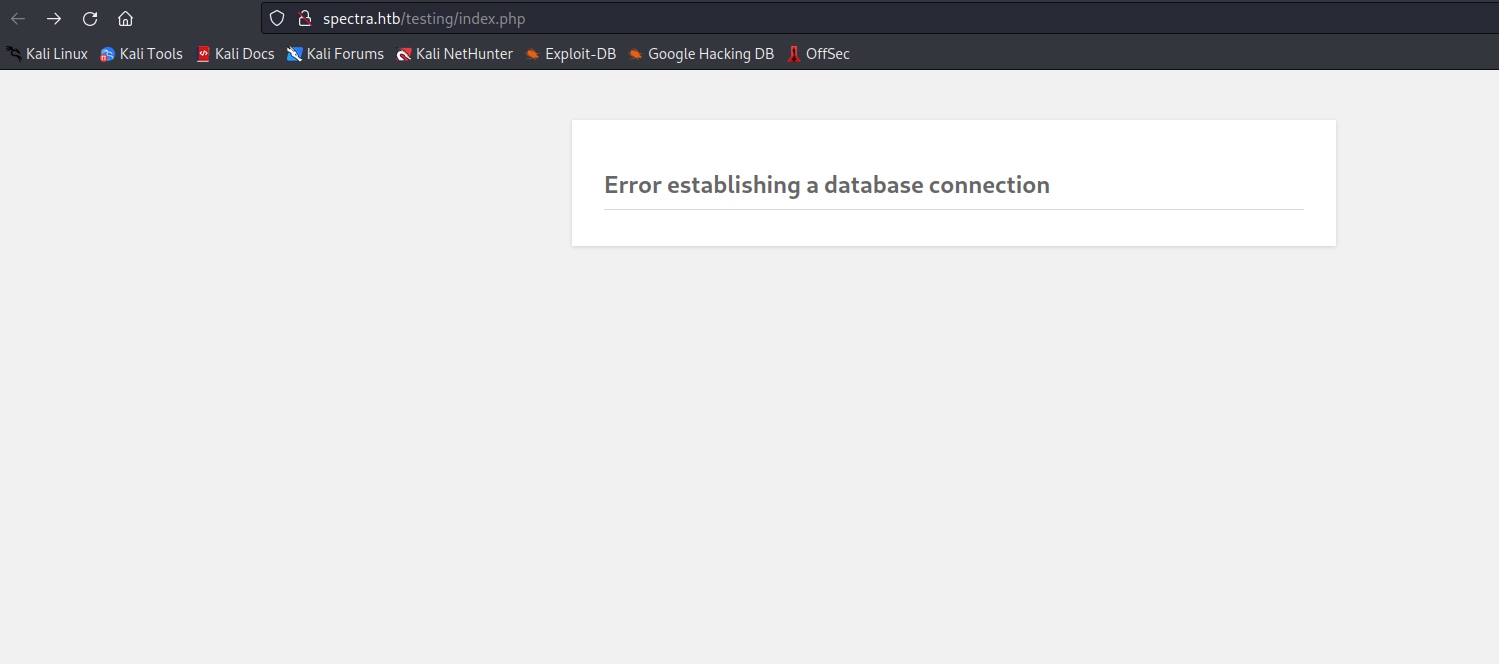 spectra.htb/testing/index.php
Kali Linux Kali Tools Kali Docs Kali Forums Kali NetHunter Exploit-DB Google Hacking DB OffSec
Error establishing a database connection